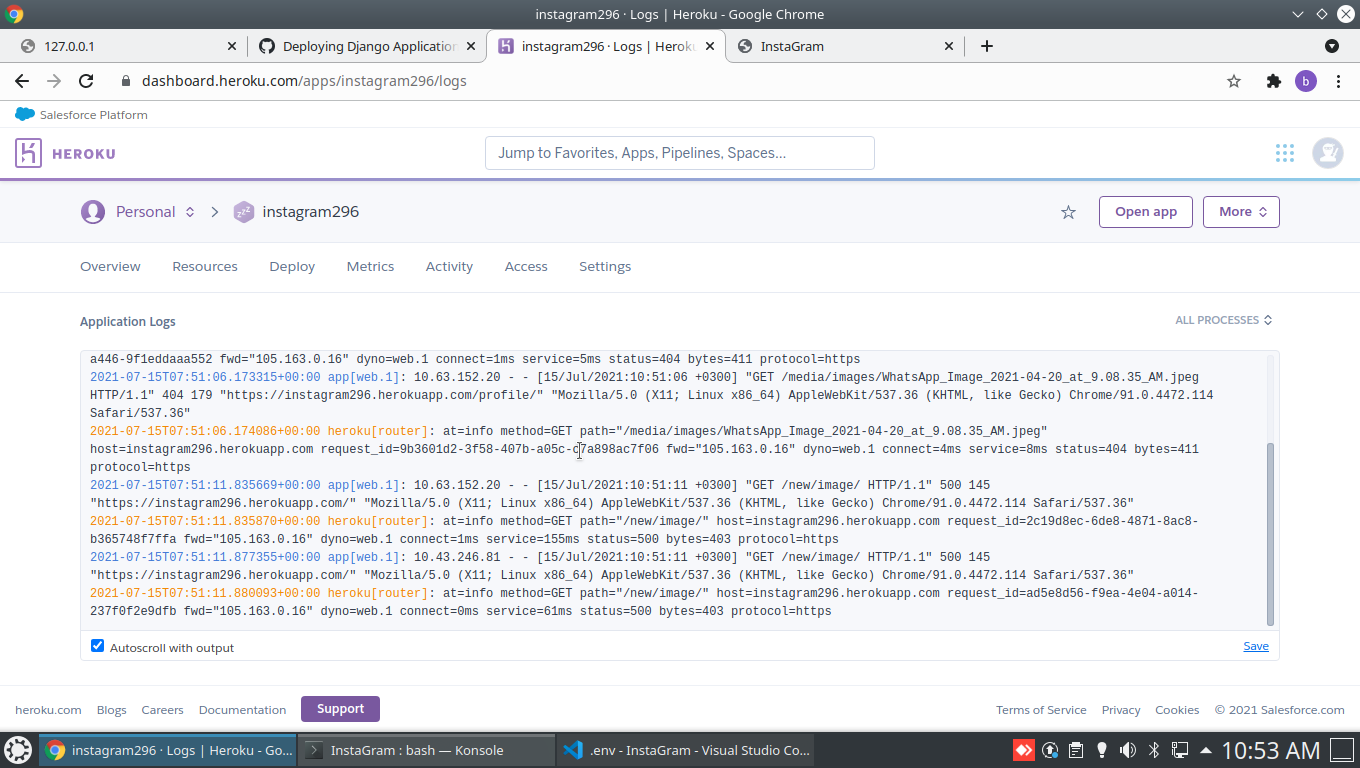 instagram296 · Logs | Heroku - Google Chrome
127.0.0.1
Deploying Django Application
instagram296 · Logs | Heroku
InstaGram
dashboard.heroku.com/apps/instagram296/logs
b
Salesforce Platform
HEROKU
Jump to Favorites, Apps, Pipelines, Spaces...
Personal
instagram296
Open app
More
Overview
Resources
Deploy
Metrics
Activity
Access
Settings
Application Logs
ALL PROCESSES
a446-9f1eddaaa552 fwd="105.163.0.16" dyno=web.1 connect=1ms service=5ms status=404 bytes=411 protocol=https
2021-07-15T07:51:06.173315+00:00 app[web.1]: 10.63.152.20 - - [15/Jul/2021:10:51:06 +0300] "GET /media/images/WhatsApp_Image_2021-04-20_at_9.08.35_AM.jpeg
HTTP/1.1" 404 179 "https://instagram296.herokuapp.com/profile/" "Mozilla/5.0 (X11; Linux x86_64) AppleWebKit/537.36 (KHTML, like Gecko) Chrome/91.0.4472.114
Safari/537.36"
2021-07-15T07:51:06.174086+00:00 heroku[router]: at=info method=GET path="/media/images/WhatsApp_Image_2021-04-20_at_9.08.35_AM.jpeg"
host=instagram296.herokuapp.com request_id=9b3601d2-3f58-407b-a05c-c7a898ac7f06 fwd="105.163.0.16" dyno=web.1 connect=4ms service=8ms status=404 bytes=411
protocol=https
2021-07-15T07:51:11.835669+00:00 app[web.1]: 10.63.152.20 - - [15/Jul/2021:10:51:11 +0300] "GET /new/image/ HTTP/1.1" 500 145
"https://instagram296.herokuapp.com/" "Mozilla/5.0 (X11; Linux x86_64) AppleWebKit/537.36 (KHTML, like Gecko) Chrome/91.0.4472.114 Safari/537.36"
2021-07-15T07:51:11.835870+00:00 heroku[router]: at=info method=GET path="/new/image/" host=instagram296.herokuapp.com request_id=2c19d8ec-6de8-4871-8ac8-
b365748f7ffa fwd="105.163.0.16" dyno=web.1 connect=1ms service=155ms status=500 bytes=403 protocol=https
2021-07-15T07:51:11.877355+00:00 app[web.1]: 10.43.246.81 - - [15/Jul/2021:10:51:11 +0300] "GET /new/image/ HTTP/1.1" 500 145
"https://instagram296.herokuapp.com/" "Mozilla/5.0 (X11; Linux x86_64) AppleWebKit/537.36 (KHTML, like Gecko) Chrome/91.0.4472.114 Safari/537.36"
2021-07-15T07:51:11.880093+00:00 heroku[router]: at=info method=GET path="/new/image/" host=instagram296.herokuapp.com request_id=ad5e8d56-f9ea-4e04-a014-
237f0f2e9dfb fwd="105.163.0.16" dyno=web.1 connect=0ms service=61ms status=500 bytes=403 protocol=https
Autoscroll with output
Save
heroku.com
Blogs
Careers
Documentation
Support
Terms of Service
Privacy
Cookies
© 2021 Salesforce.com
instagram296 · Logs | Heroku - Go...
InstaGram : bash — Konsole
.env - InstaGram - Visual Studio Co...
10:53 AM